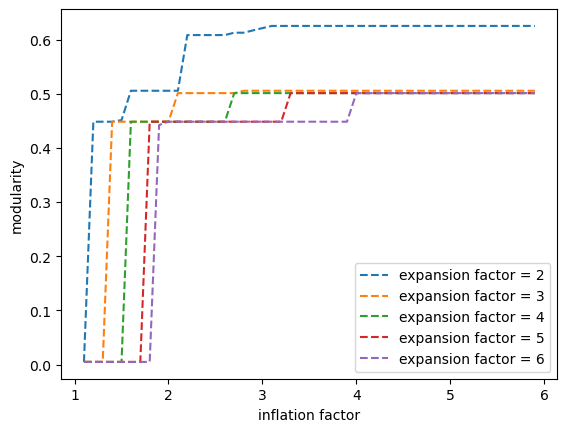 0.6
0.5
0.4
0.3
0.2
0.1
0.0
modularity
1 2 3 4 5 6
inflation factor
expansion factor = 2
expansion factor = 3
expansion factor = 4
expansion factor = 5
expansion factor = 6